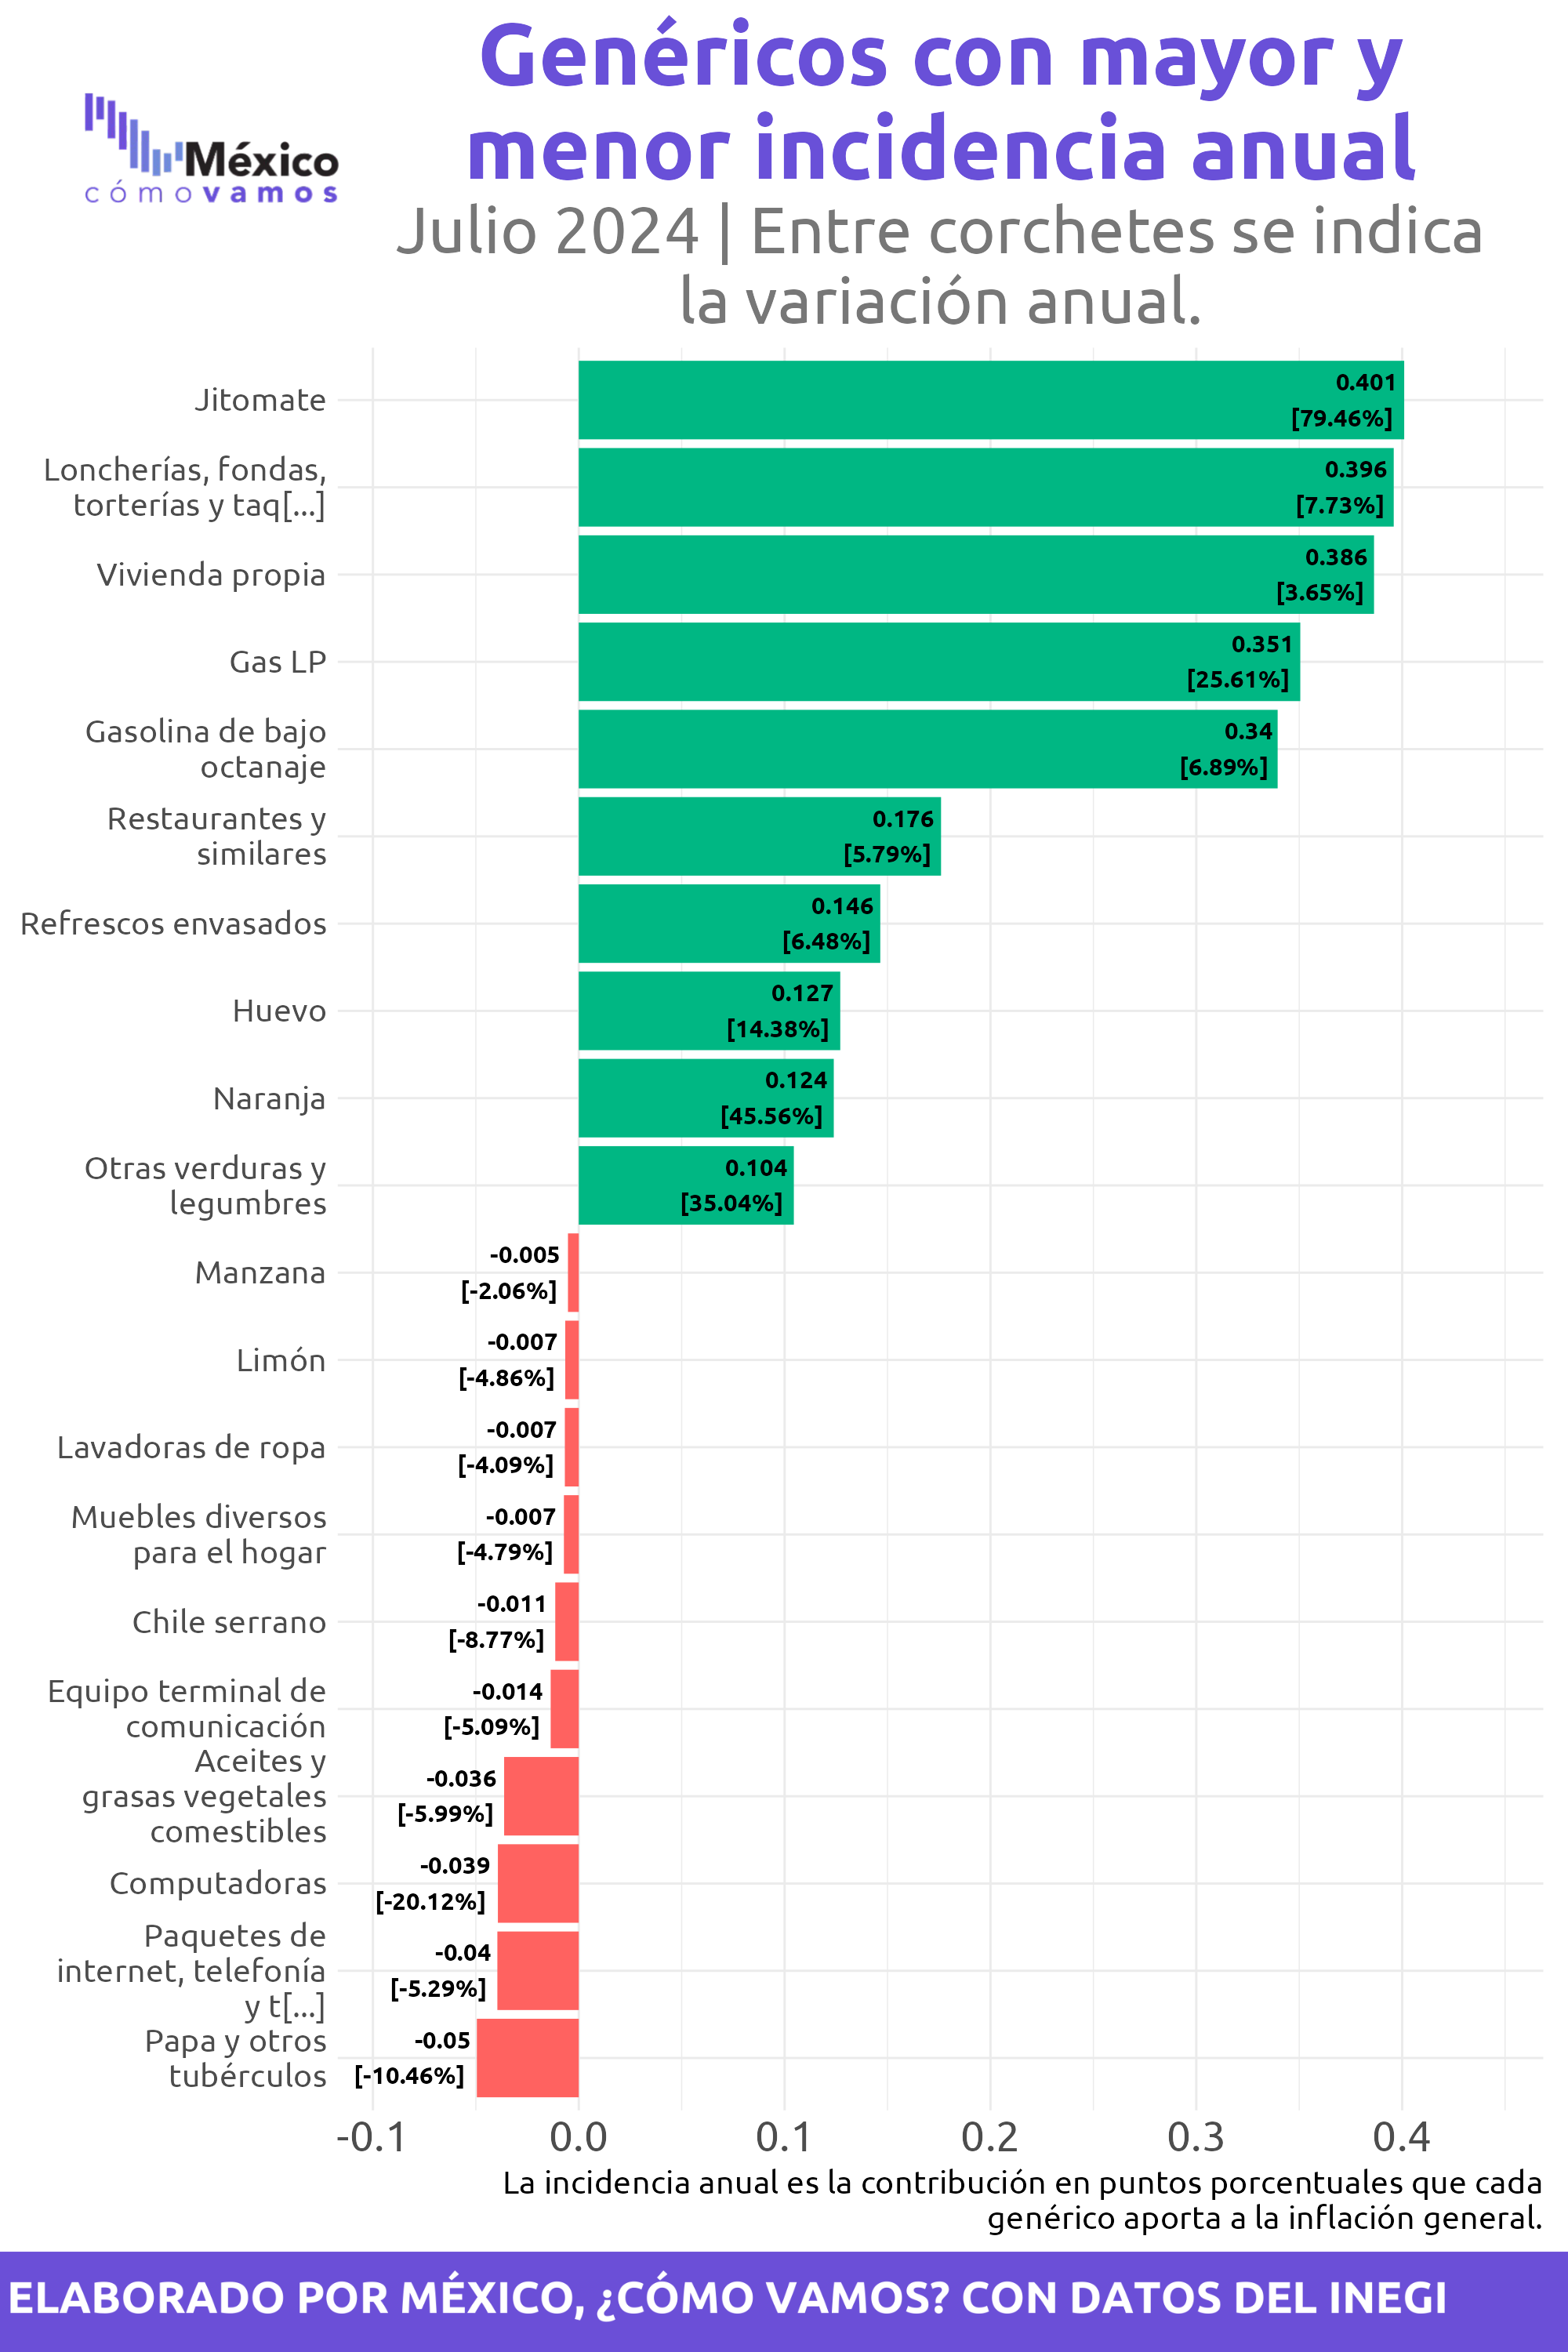 Genéricos con mayor y
menor incidencia anual
México
cómovamos
Julio 2024 | Entre corchetes se indica
la variación anual.
Jitomate
0.401
[79.46%]
Loncherías, fondas,
torterías y taq[...]
0.396
[7.73%]
Vivienda propia
0.386
[3.65%]
Gas LP
0.351
[25.61%]
Gasolina de bajo
octanaje
0.34
[6.89%]
Restaurantes y
similares
0.176
[5.79%]
Refrescos envasados
0.146
[6.48%]
Huevo
0.127
[14.38%]
Naranja
0.124
[45.56%]
Otras verduras y
legumbres
0.104
[35.04%]
Manzana
-0.005
[-2.06%]
Limón
-0.007
[-4.86%]
Lavadoras de ropa
-0.007
[-4.09%]
Muebles diversos
para el hogar
-0.007
[-4.79%]
Chile serrano
-0.011
[-8.77%]
Equipo terminal de
comunicación
-0.014
[-5.09%]
Aceites y
grasas vegetales
comestibles
-0.036
[-5.99%]
Computadoras
-0.039
[-20.12%]
Paquetes de
internet, telefonía
y t[...]
-0.04
[-5.29%]
Papa y otros
tubérculos
-0.05
[-10.46%]
-0.1 0.0 0.1 0.2 0.3 0.4
La incidencia anual es la contribución en puntos porcentuales que cada
genérico aporta a la inflación general.
ELABORADO POR MÉXICO, ¿CÓMO VAMOS? CON DATOS DEL INEGI